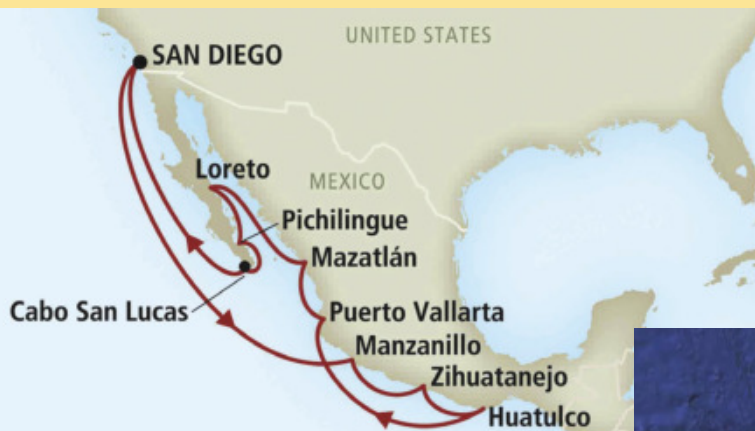 UNITED STATES
SAN DIEGO
Loreto
MEXICO
Pichilingue
Mazatlán
Cabo San Lucas
Puerto Vallarta
Manzanillo
Zihuatanejo
Huatulco